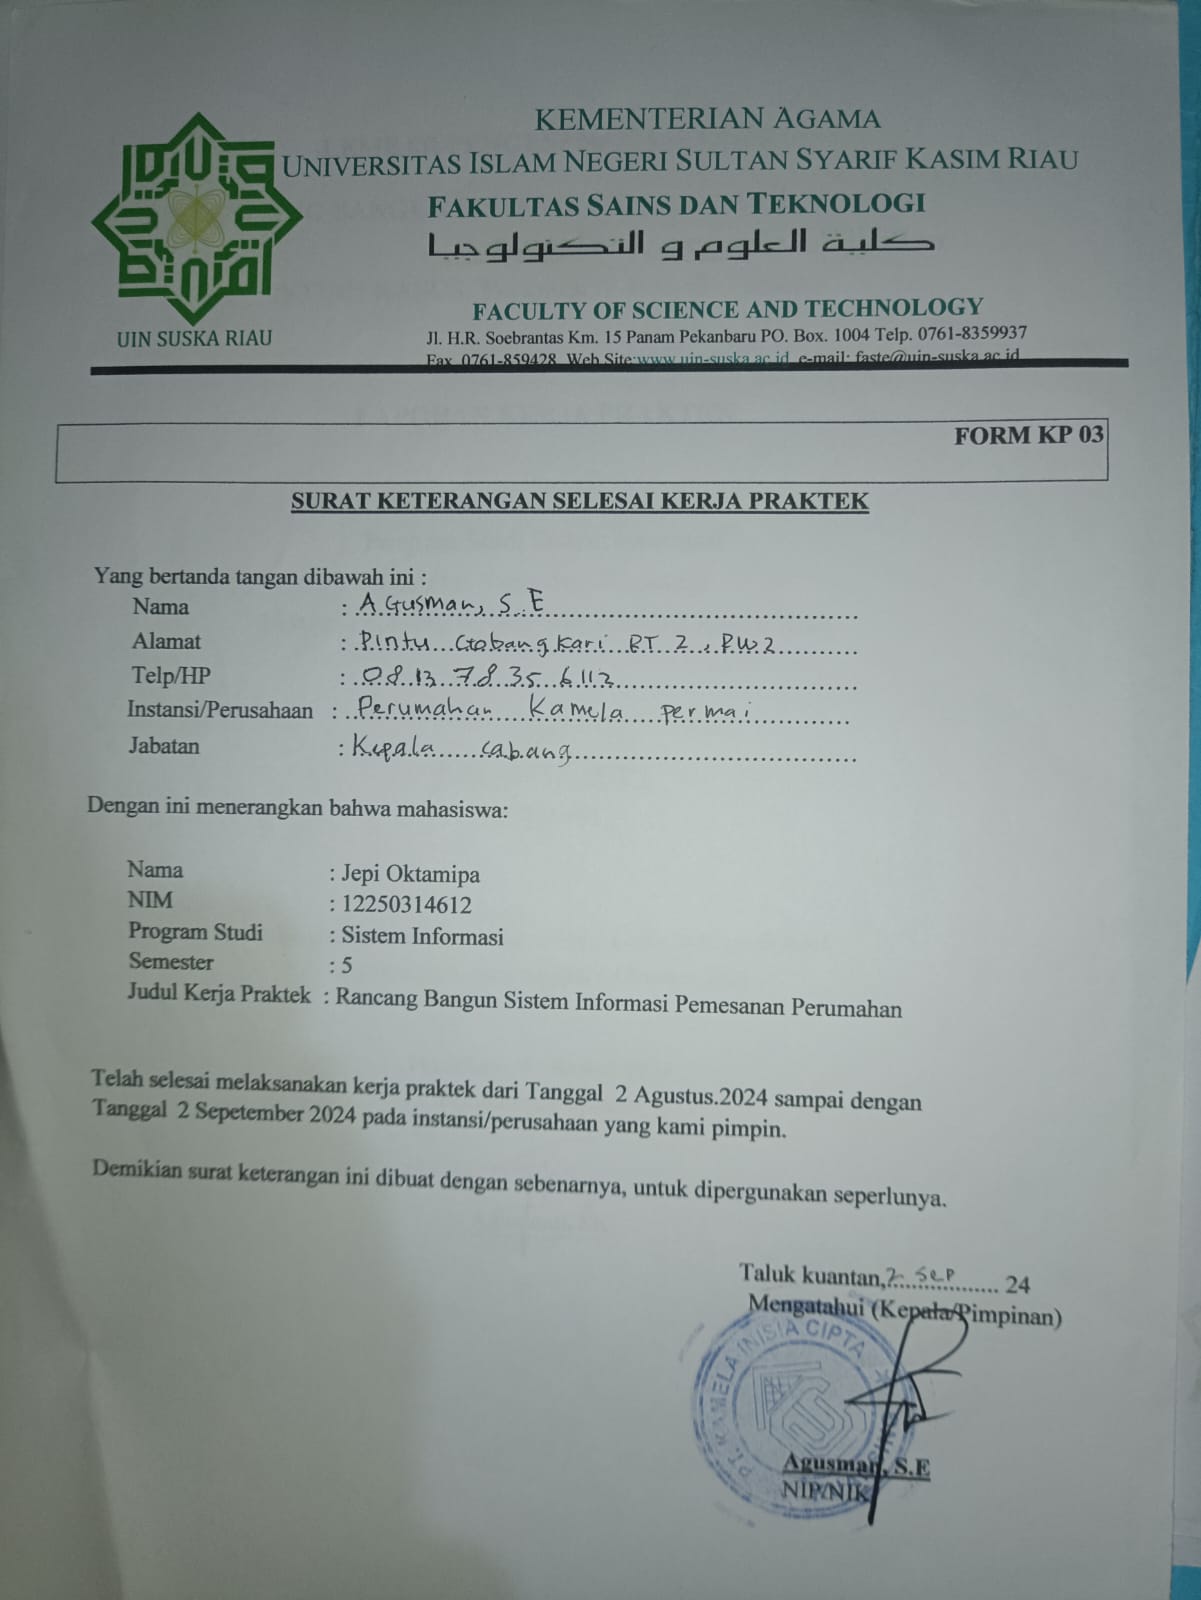 KEMENTERIAN AGAMA
UNIVERSITAS ISLAM NEGERI SULTAN SYARIF KASIM RIAU
FAKULTAS SAINS DAN TEKNOLOGI
كلية العلوم و التكنولوجيا
FACULTY OF SCIENCE AND TECHNOLOGY
UIN SUSKA RIAU
Jl. H.R. Soebrantas Km. 15 Panam Pekanbaru PO. Box. 1004 Telp. 0761-8359937
Fax. 0761-859428 Web Site:www.uin-suska.ac.id, e-mail: faste@uin-suska.ac.id
FORM KP 03
SURAT KETERANGAN SELESAI KERJA PRAKTEK
Yang bertanda tangan dibawah ini :
Nama : Agusman, S.E
Alamat : Pintu Gobang Kari RT 2, RW 2
Telp/HP : 08 13 78 35 6112
Instansi/Perusahaan : Perumahan Kamela permai
Jabatan : Kepala cabang
Dengan ini menerangkan bahwa mahasiswa:
Nama : Jepi Oktamipa
NIM : 12250314612
Program Studi : Sistem Informasi
Semester : 5
Judul Kerja Praktek : Rancang Bangun Sistem Informasi Pemesanan Perumahan
Telah selesai melaksanakan kerja praktek dari Tanggal 2 Agustus.2024 sampai dengan
Tanggal 2 Sepetember 2024 pada instansi/perusahaan yang kami pimpin.
Demikian surat keterangan ini dibuat dengan sebenarnya, untuk dipergunakan seperlunya.
Taluk kuantan, 2 Sep 24
Mengatahui (Kepala/Pimpinan)
PT. KAMELA INISIA CIPTA
Agusman, S.E
NIP/NIK